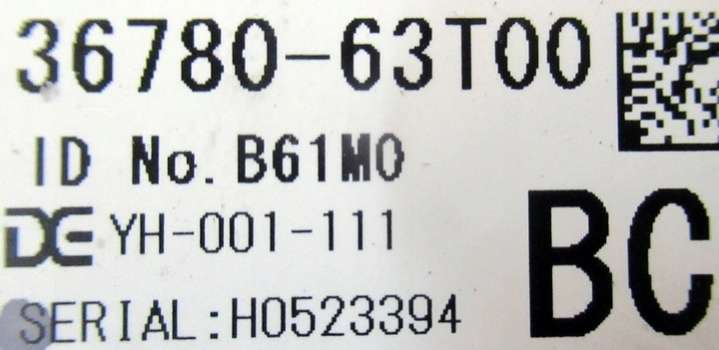 36780-63T00
ID No. B61M0
DE YH-001-111
BC
SERIAL:H0523394